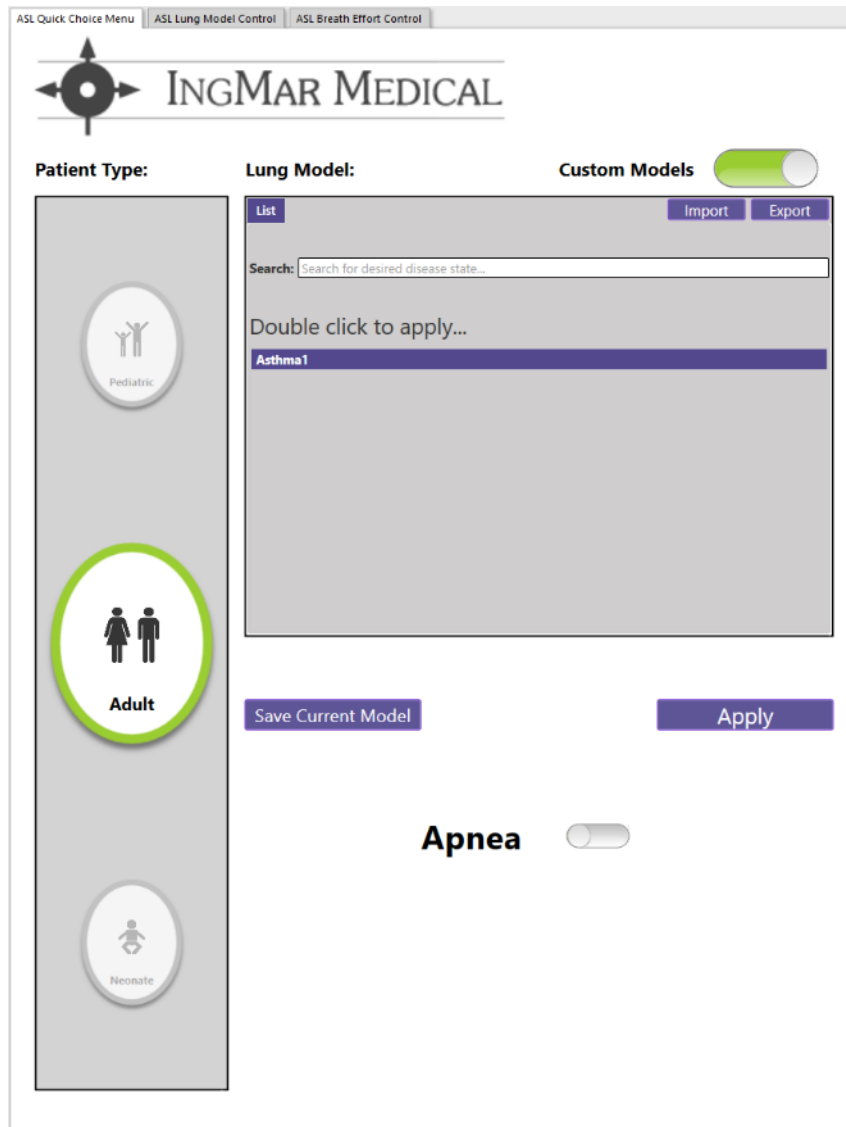 ASL Quick Choice Menu ASL Lung Model Control ASL Breath Effort Control
INGMAR MEDICAL
Patient Type: Lung Model: Custom Models
List Import Export
Search: Search for desired disease state...
Double click to apply...
Asthma1
Pediatric
Adult
Save Current Model Apply
Apnea
Neonate